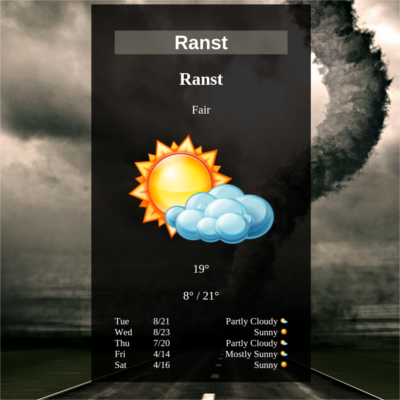 Ranst
Ranst
Fair
19°
8° / 21°
Tue 8/21 Partly Cloudy
Wed 8/23 Sunny
Thu 7/20 Partly Cloudy
Fri 4/14 Mostly Sunny
Sat 4/16 Sunny